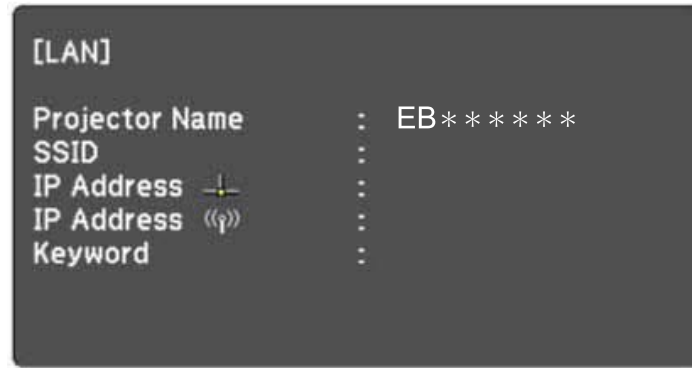 [LAN]
Projector Name : EB******
SSID :
IP Address :
IP Address :
Keyword :